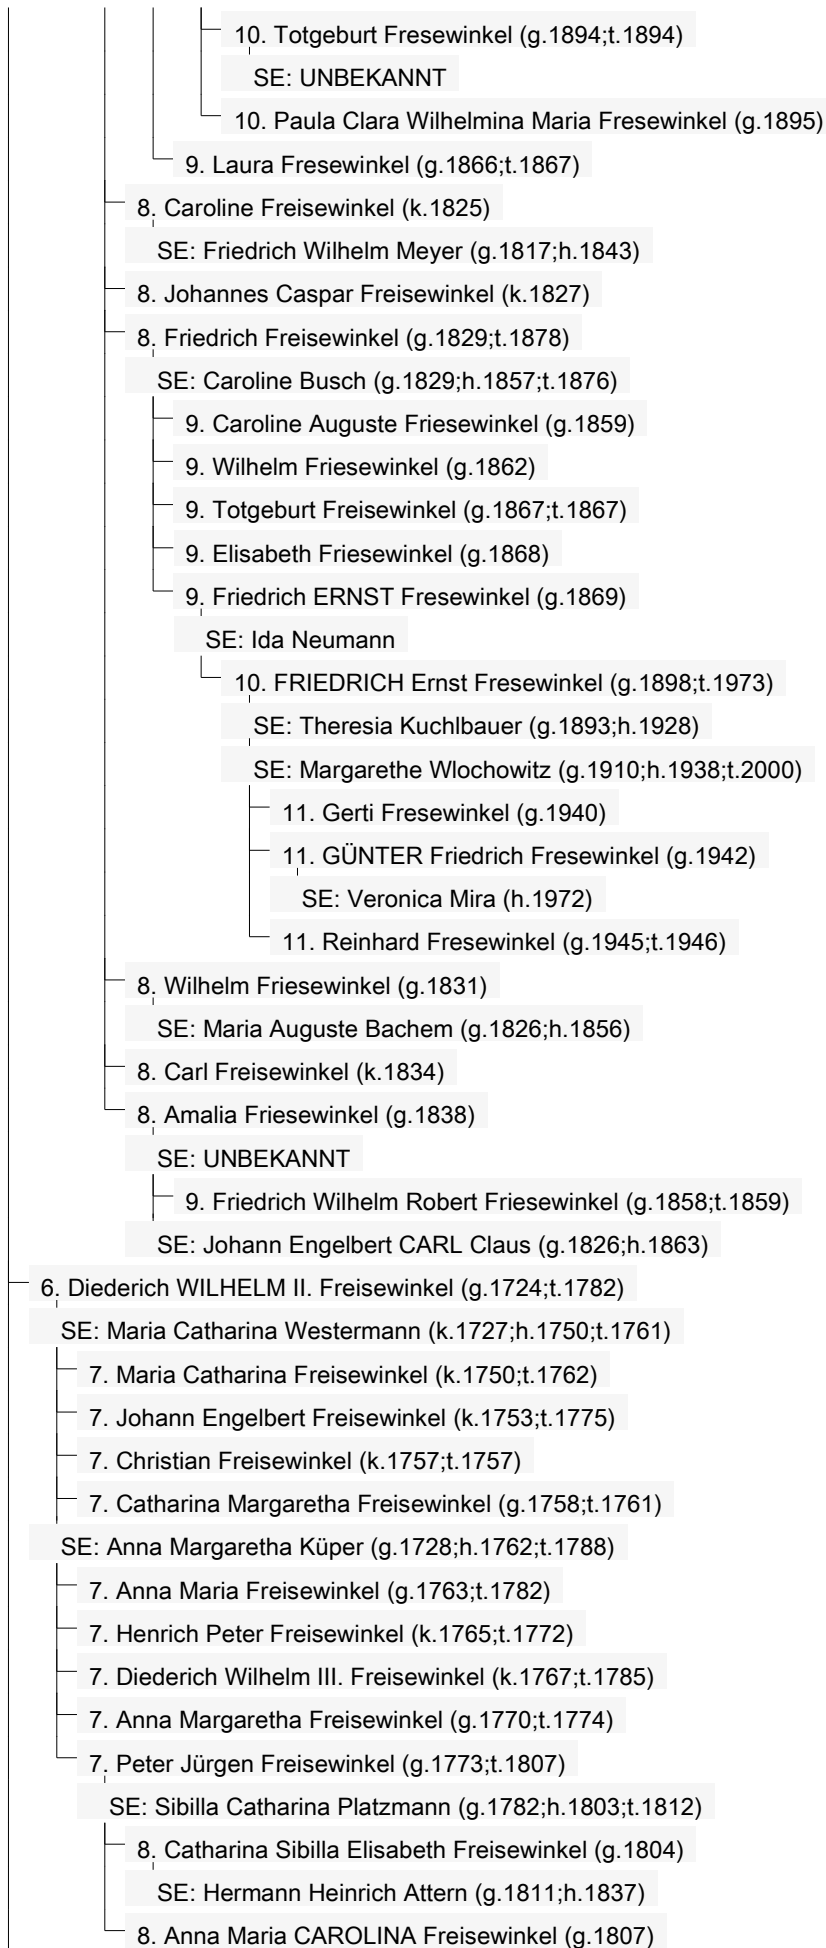 10. Totgeburt Fresewinkel (g.1894;t.1894)
SE: UNBEKANNT
10. Paula Clara Wilhelmina Maria Fresewinkel (g.1895)
9. Laura Fresewinkel (g.1866;t.1867)
8. Caroline Freisewinkel (k.1825)
SE: Friedrich Wilhelm Meyer (g.1817;h.1843)
8. Johannes Caspar Freisewinkel (k.1827)
8. Friedrich Freisewinkel (g.1829;t.1878)
SE: Caroline Busch (g.1829;h.1857;t.1876)
9. Caroline Auguste Friesewinkel (g.1859)
9. Wilhelm Friesewinkel (g.1862)
9. Totgeburt Freisewinkel (g.1867;t.1867)
9. Elisabeth Friesewinkel (g.1868)
9. Friedrich ERNST Fresewinkel (g.1869)
SE: Ida Neumann
10. FRIEDRICH Ernst Fresewinkel (g.1898;t.1973)
SE: Theresia Kuchlbauer (g.1893;h.1928)
SE: Margarethe Wlochowitz (g.1910;h.1938;t.2000)
11. Gerti Fresewinkel (g.1940)
11. GÜNTER Friedrich Fresewinkel (g.1942)
SE: Veronica Mira (h.1972)
11. Reinhard Fresewinkel (g.1945;t.1946)
8. Wilhelm Friesewinkel (g.1831)
SE: Maria Auguste Bachem (g.1826;h.1856)
8. Carl Freisewinkel (k.1834)
8. Amalia Friesewinkel (g.1838)
SE: UNBEKANNT
9. Friedrich Wilhelm Robert Friesewinkel (g.1858;t.1859)
SE: Johann Engelbert CARL Claus (g.1826;h.1863)
6. Diederich WILHELM II. Freisewinkel (g.1724;t.1782)
SE: Maria Catharina Westermann (k.1727;h.1750;t.1761)
7. Maria Catharina Freisewinkel (k.1750;t.1762)
7. Johann Engelbert Freisewinkel (k.1753;t.1775)
7. Christian Freisewinkel (k.1757;t.1757)
7. Catharina Margaretha Freisewinkel (g.1758;t.1761)
SE: Anna Margaretha Küper (g.1728;h.1762;t.1788)
7. Anna Maria Freisewinkel (g.1763;t.1782)
7. Henrich Peter Freisewinkel (k.1765;t.1772)
7. Diederich Wilhelm III. Freisewinkel (k.1767;t.1785)
7. Anna Margaretha Freisewinkel (g.1770;t.1774)
7. Peter Jürgen Freisewinkel (g.1773;t.1807)
SE: Sibilla Catharina Platzmann (g.1782;h.1803;t.1812)
8. Catharina Sibilla Elisabeth Freisewinkel (g.1804)
SE: Hermann Heinrich Attern (g.1811;h.1837)
8. Anna Maria CAROLINA Freisewinkel (g.1807)